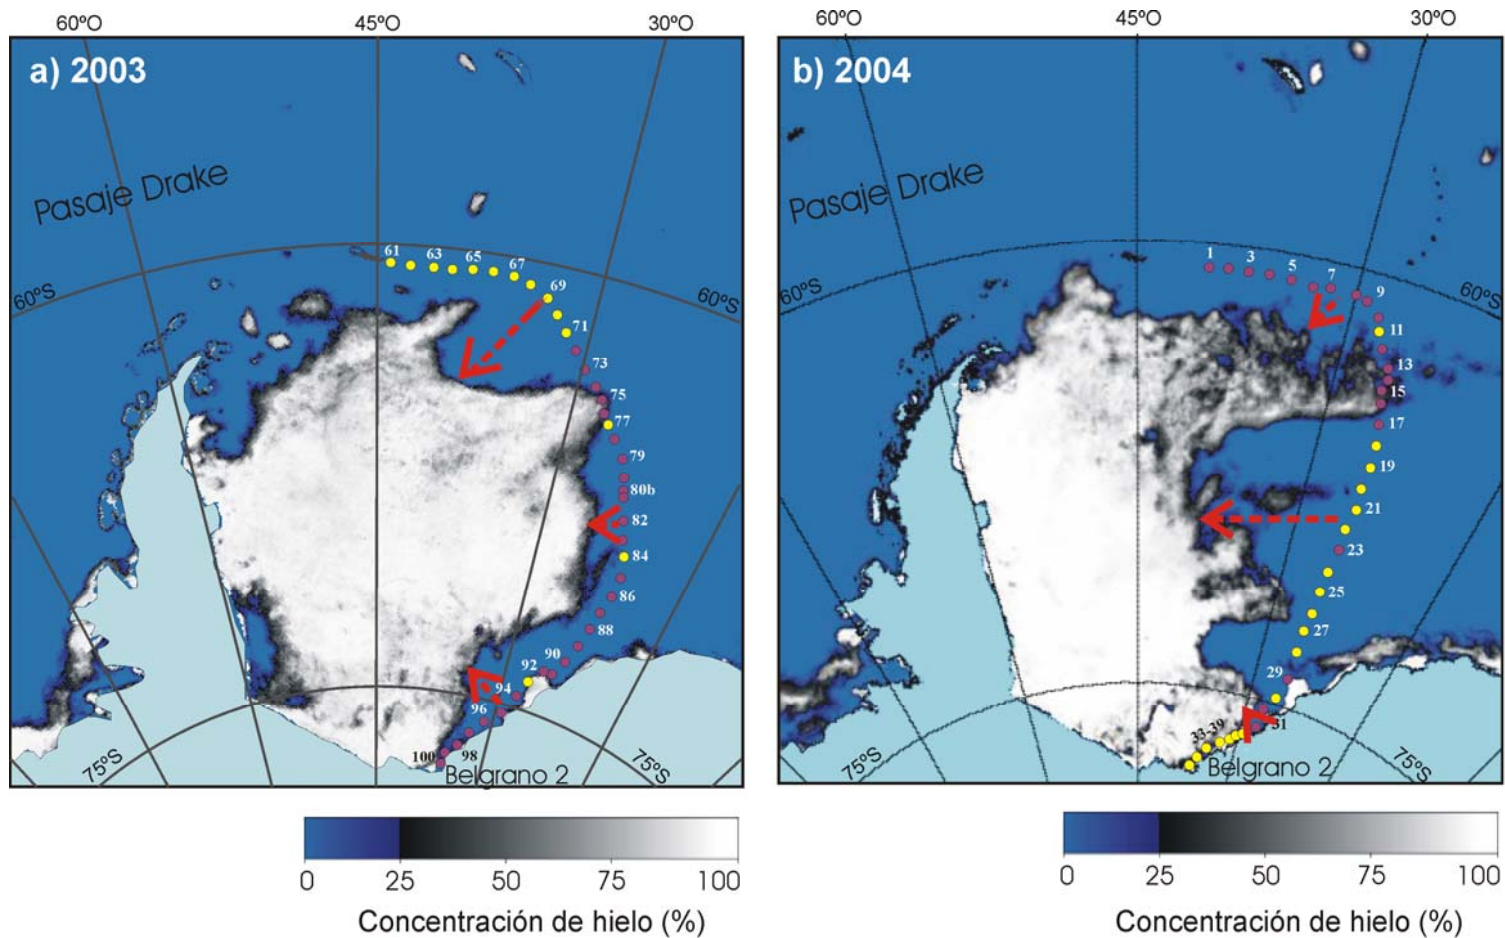 60ºO 45ºO 30ºO
a) 2003
Pasaje Drake
60ºS
60ºS
61 63 65 67
69
71
73
75
77
79
80b
82
84
86
88
90
92
94
96
98
100
Belgrano 2
75ºS
75ºS
0 25 50 75 100
Concentración de hielo (%)
60ºO 45ºO 30ºO
b) 2004
Pasaje Drake
60ºS
60ºS
1 3 5 7 9
11
13
15
17
19
21
23
25
27
29
31
33-39
Belgrano 2
75ºS
75ºS
0 25 50 75 100
Concentración de hielo (%)